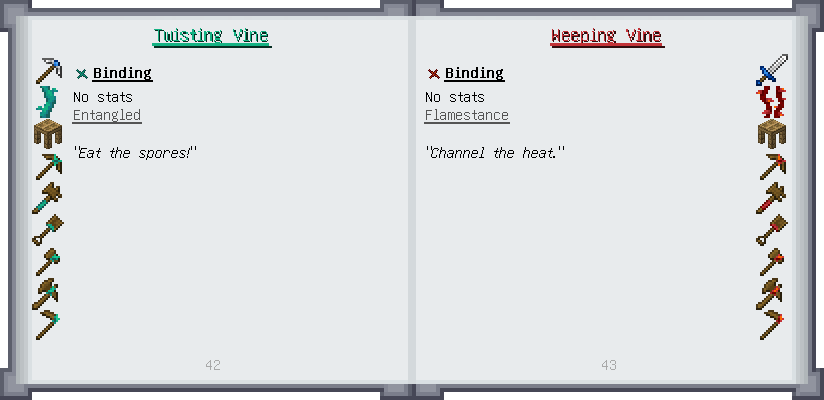 Twisting Vine
Binding
No stats
Entangled
"Eat the spores!"
42
Weeping Vine
Binding
No stats
Flamestance
"Channel the heat."
43